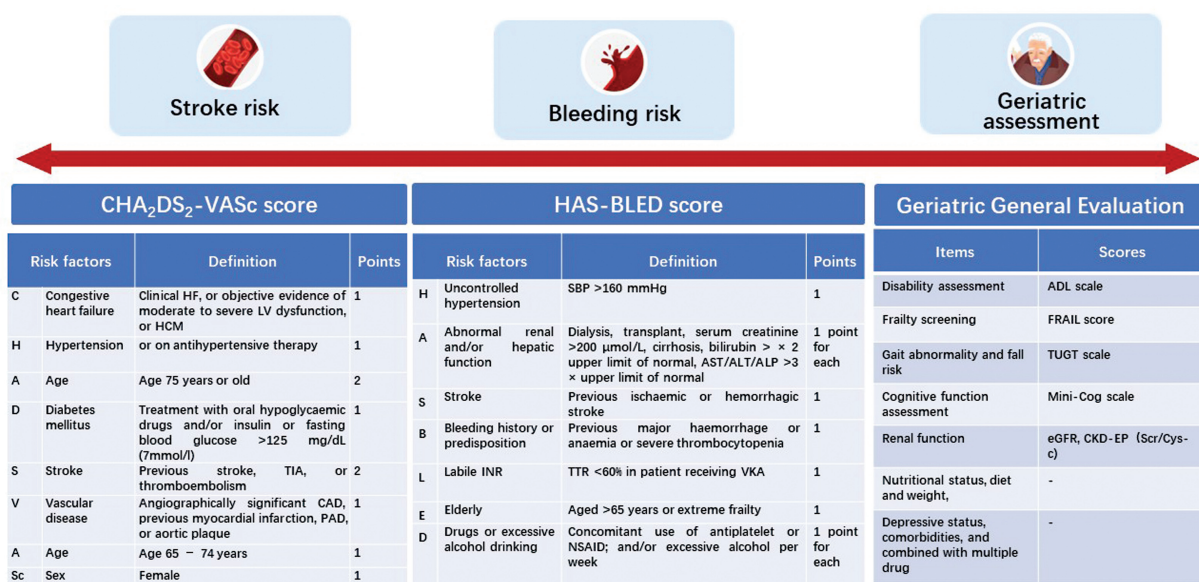 Stroke risk
Bleeding risk
Geriatric
assessment
CHA₂DS₂-VASc score
Risk factors Definition Points
C Congestive Clinical HF, or objective evidence of 1
heart failure moderate to severe LV dysfunction,
or HCM
H Hypertension or on antihypertensive therapy 1
A Age Age 75 years or old 2
D Diabetes Treatment with oral hypoglycaemic 1
mellitus drugs and/or insulin or fasting
blood glucose >125 mg/dL
(7mmol/l)
S Stroke Previous stroke, TIA, or 2
thromboembolism
V Vascular Angiographically significant CAD, 1
disease previous myocardial infarction, PAD,
or aortic plaque
A Age Age 65 – 74 years 1
Sc Sex Female 1
HAS-BLED score
Risk factors Definition Points
H Uncontrolled SBP >160 mmHg 1
hypertension
A Abnormal renal Dialysis, transplant, serum creatinine 1 point
and/or hepatic >200 μmol/L, cirrhosis, bilirubin > × 2 for
function upper limit of normal, AST/ALT/ALP >3 each
× upper limit of normal
S Stroke Previous ischaemic or hemorrhagic 1
stroke
B Bleeding history or Previous major haemorrhage or 1
predisposition anaemia or severe thrombocytopenia
L Labile INR TTR <60% in patient receiving VKA 1
E Elderly Aged >65 years or extreme frailty 1
D Drugs or excessive Concomitant use of antiplatelet or 1 point
alcohol drinking NSAID; and/or excessive alcohol per for
week each
Geriatric General Evaluation
Items Scores
Disability assessment ADL scale
Frailty screening FRAIL score
Gait abnormality and fall TUGT scale
risk
Cognitive function Mini-Cog scale
assessment
Renal function eGFR, CKD-EP (Scr/Cys-
c)
Nutritional status, diet -
and weight,
Depressive status, -
comorbidities, and
combined with multiple
drug